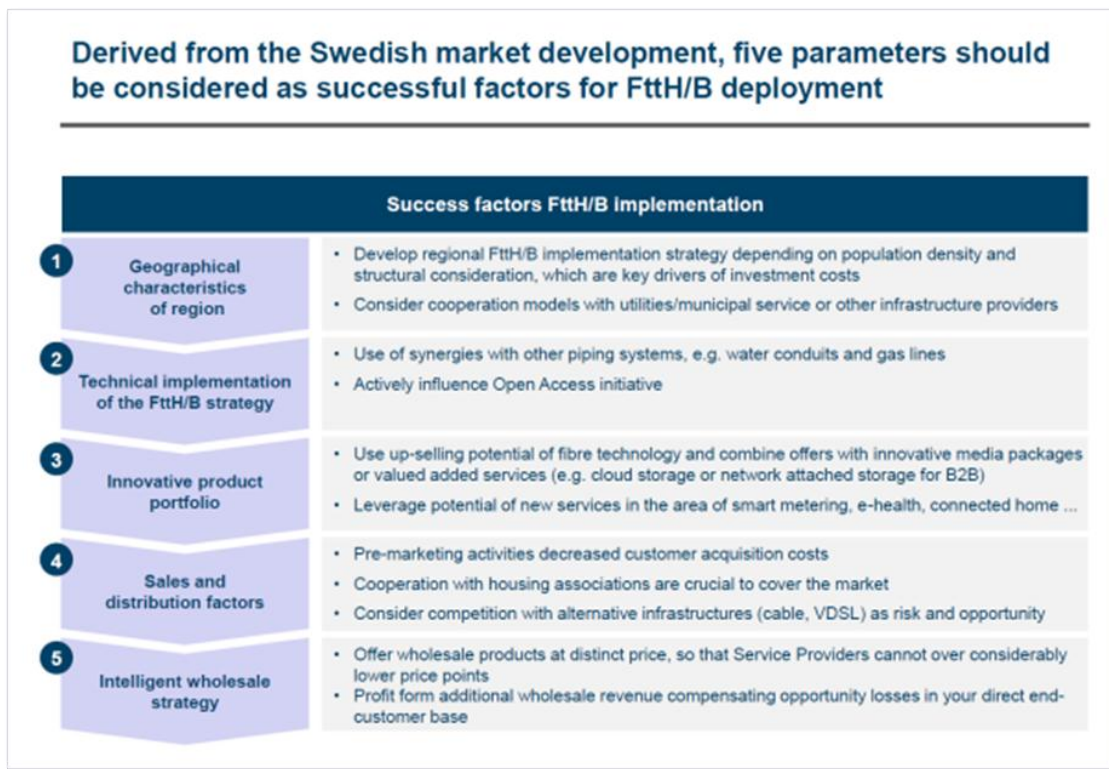 Derived from the Swedish market development, five parameters should
be considered as successful factors for FttH/B deployment
Success factors FttH/B implementation
1
Geographical
characteristics
of region
• Develop regional FttH/B implementation strategy depending on population density and
structural consideration, which are key drivers of investment costs
• Consider cooperation models with utilities/municipal service or other infrastructure providers
2
Technical implementation
of the FttH/B strategy
• Use of synergies with other piping systems, e.g. water conduits and gas lines
• Actively influence Open Access initiative
3
Innovative product
portfolio
• Use up-selling potential of fibre technology and combine offers with innovative media packages
or valued added services (e.g. cloud storage or network attached storage for B2B)
• Leverage potential of new services in the area of smart metering, e-health, connected home ...
4
Sales and
distribution factors
• Pre-marketing activities decreased customer acquisition costs
• Cooperation with housing associations are crucial to cover the market
• Consider competition with alternative infrastructures (cable, VDSL) as risk and opportunity
5
Intelligent wholesale
strategy
• Offer wholesale products at distinct price, so that Service Providers cannot over considerably
lower price points
• Profit form additional wholesale revenue compensating opportunity losses in your direct end-
customer base